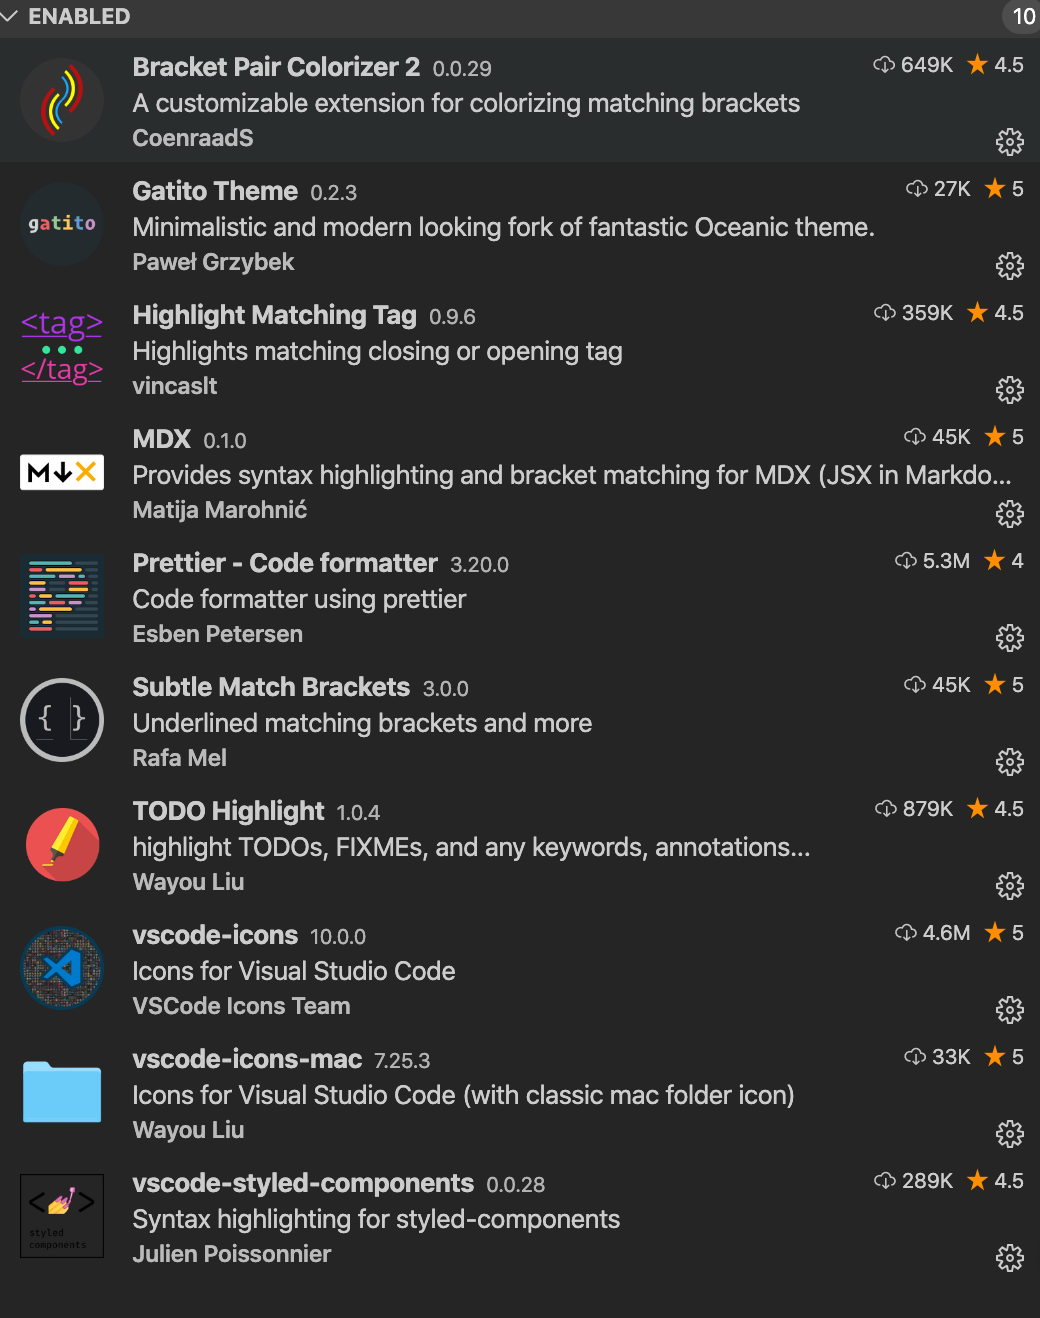 ENABLED 10
Bracket Pair Colorizer 2 0.0.29 649K 4.5
A customizable extension for colorizing matching brackets
CoenraadS
gatito
Gatito Theme 0.2.3 27K 5
Minimalistic and modern looking fork of fantastic Oceanic theme.
Paweł Grzybek
<tag>
</tag>
Highlight Matching Tag 0.9.6 359K 4.5
Highlights matching closing or opening tag
vincaslt
M↓X
MDX 0.1.0 45K 5
Provides syntax highlighting and bracket matching for MDX (JSX in Markdo...
Matija Marohnić
Prettier - Code formatter 3.20.0 5.3M 4
Code formatter using prettier
Esben Petersen
{ }
Subtle Match Brackets 3.0.0 45K 5
Underlined matching brackets and more
Rafa Mel
TODO Highlight 1.0.4 879K 4.5
highlight TODOs, FIXMEs, and any keywords, annotations...
Wayou Liu
vscode-icons 10.0.0 4.6M 5
Icons for Visual Studio Code
VSCode Icons Team
vscode-icons-mac 7.25.3 33K 5
Icons for Visual Studio Code (with classic mac folder icon)
Wayou Liu
< >
styled
components
vscode-styled-components 0.0.28 289K 4.5
Syntax highlighting for styled-components
Julien Poissonnier